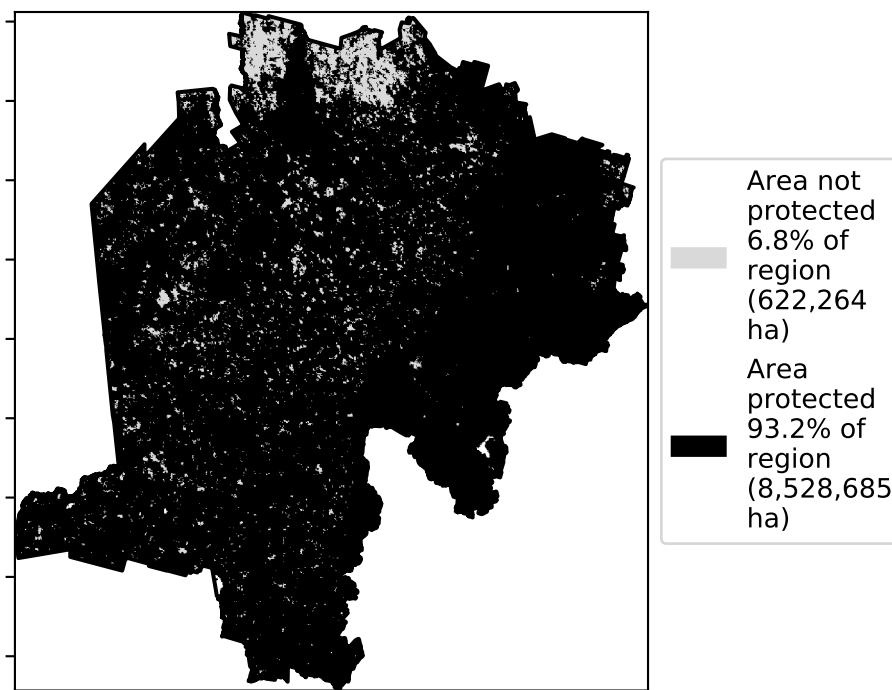 Area not
protected
6.8% of
region
(622,264
ha)
Area
protected
93.2% of
region
(8,528,685
ha)